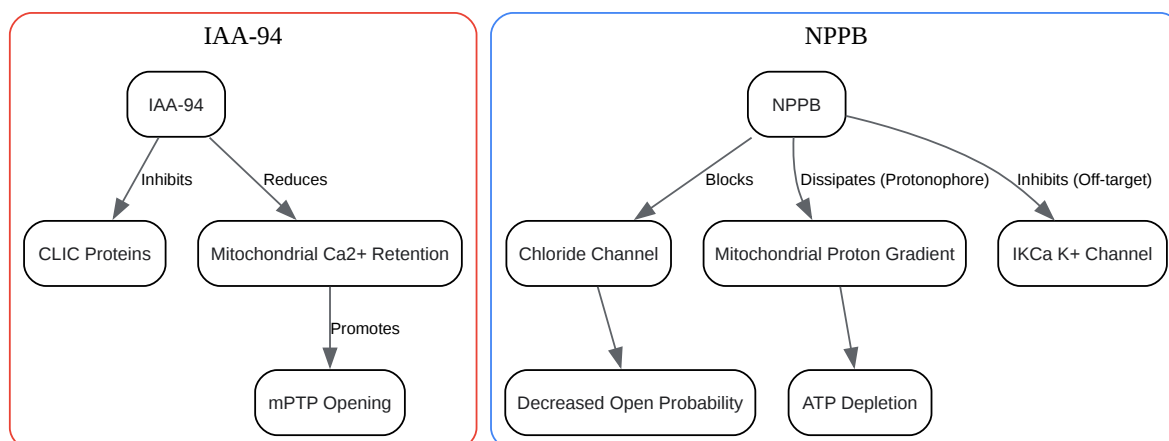 IAA-94
NPPB
IAA-94
NPPB
Inhibits
Reduces
Blocks
Dissipates (Protonophore)
Inhibits (Off-target)
CLIC Proteins
Mitochondrial Ca2+ Retention
Chloride Channel
Mitochondrial Proton Gradient
IKCa K+ Channel
Promotes
mPTP Opening
Decreased Open Probability
ATP Depletion